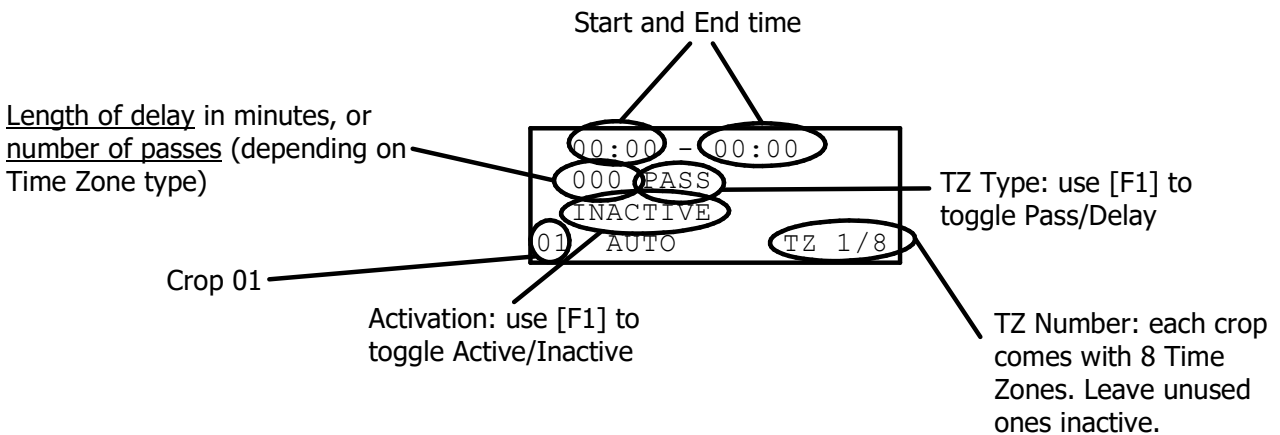 Start and End time
Length of delay in minutes, or
number of passes (depending on
Time Zone type)
00:00 - 00:00
000 PASS
INACTIVE
01 AUTO TZ 1/8
TZ Type: use [F1] to
toggle Pass/Delay
Crop 01
Activation: use [F1] to
toggle Active/Inactive
TZ Number: each crop
comes with 8 Time
Zones. Leave unused
ones inactive.